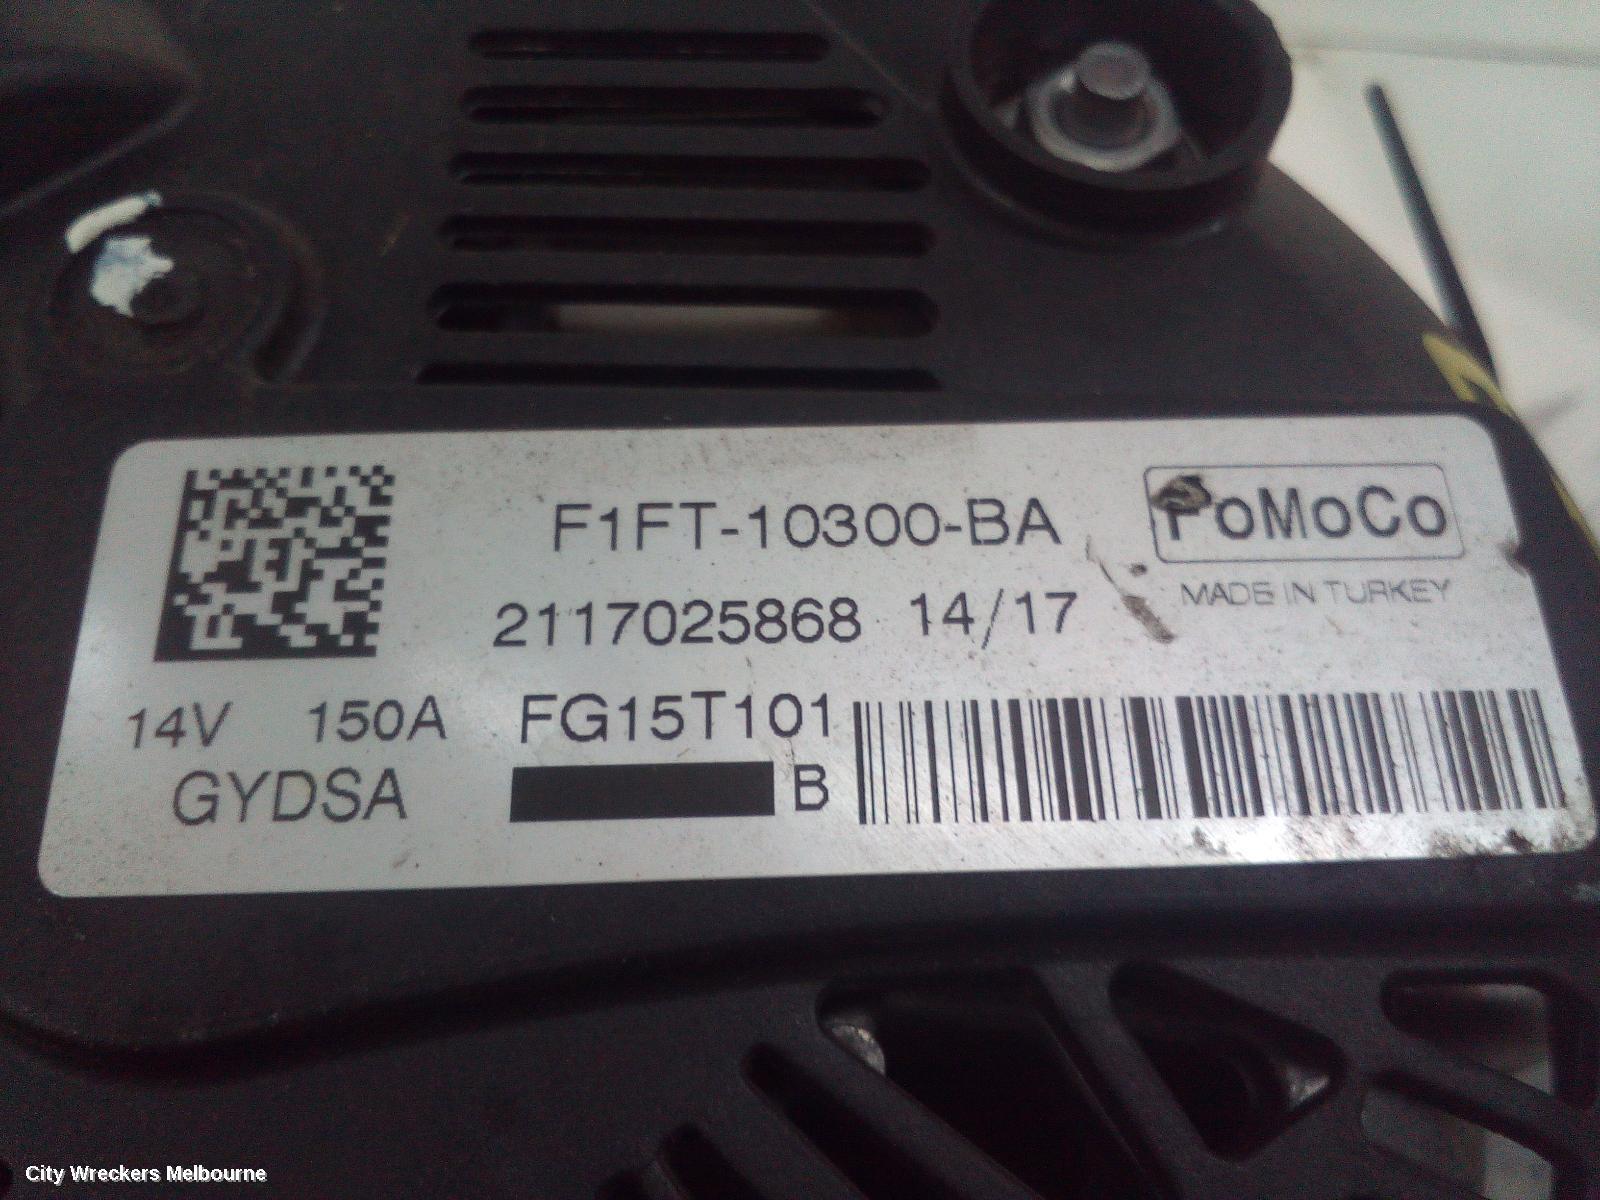 F1FT-10300-BA
FoMoCo
MADE IN TURKEY
2117025868 14/17
14V 150A FG15T101
GYDSA B
City Wreckers Melbourne